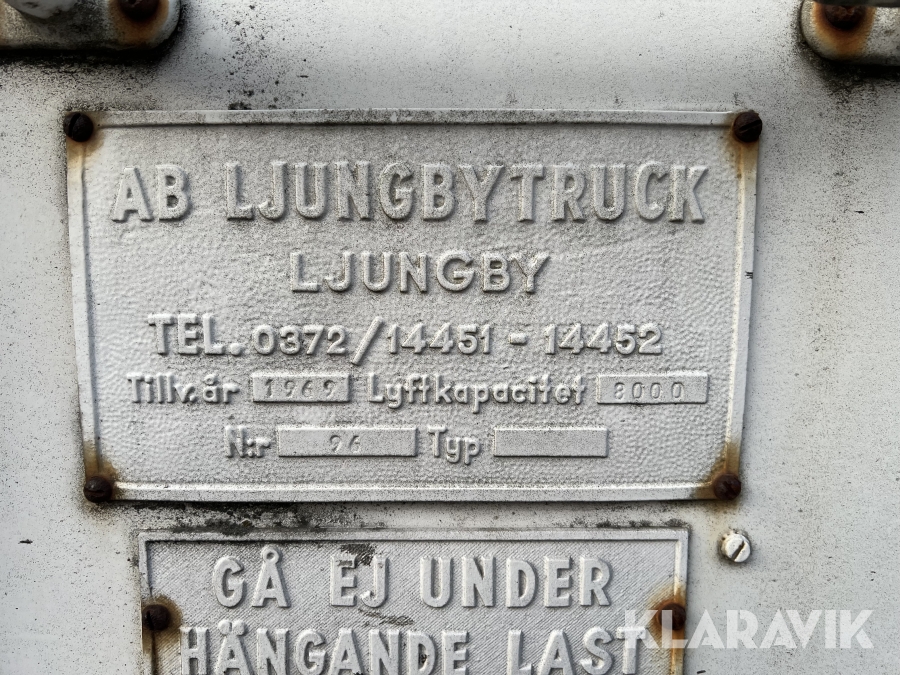 AB LJUNGBYTRUCK
LJUNGBY
TEL. 0372/14451 - 14452
Tillv.år 1969 Lyftkapacitet 8000
N:r 96 Typ
GÅ EJ UNDER
HÄNGANDE LAST
KLARAVIK